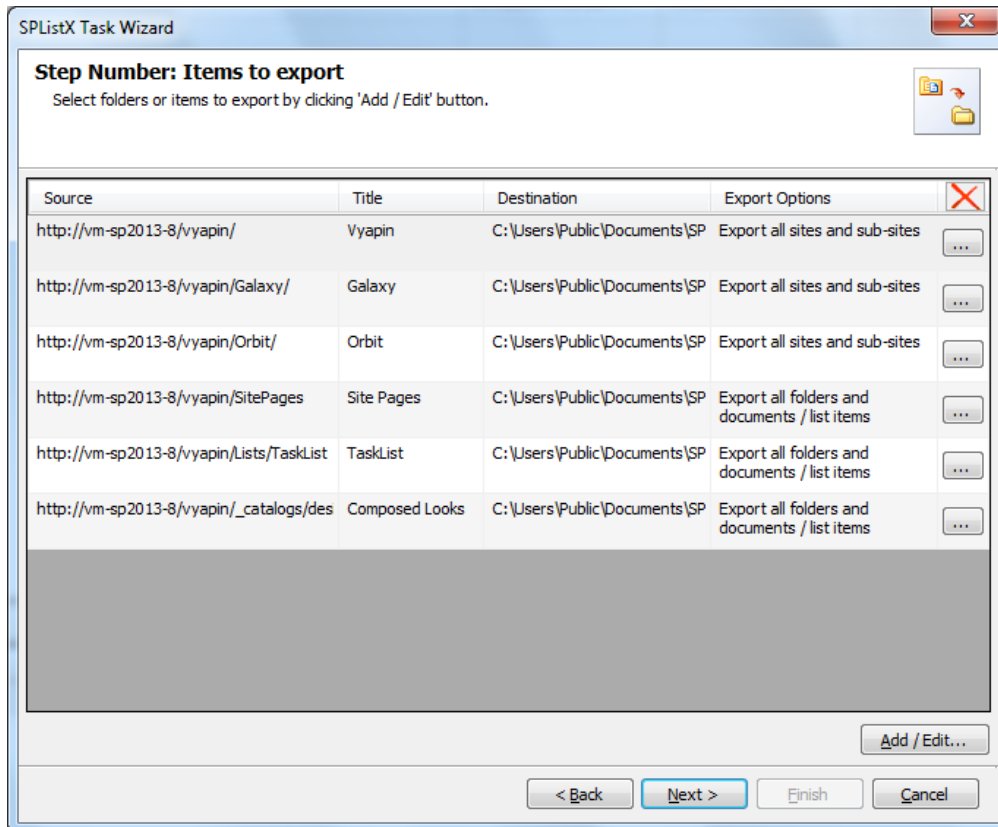 SPListX Task Wizard
Step Number: Items to export
Select folders or items to export by clicking 'Add / Edit' button.
Source Title Destination Export Options
http://vm-sp2013-8/vyapin/ Vyapin C:\Users\Public\Documents\SP Export all sites and sub-sites
...
http://vm-sp2013-8/vyapin/Galaxy/ Galaxy C:\Users\Public\Documents\SP Export all sites and sub-sites
...
http://vm-sp2013-8/vyapin/Orbit/ Orbit C:\Users\Public\Documents\SP Export all sites and sub-sites
...
http://vm-sp2013-8/vyapin/SitePages Site Pages C:\Users\Public\Documents\SP Export all folders and
documents / list items ...
http://vm-sp2013-8/vyapin/Lists/TaskList TaskList C:\Users\Public\Documents\SP Export all folders and
documents / list items ...
http://vm-sp2013-8/vyapin/_catalogs/des Composed Looks C:\Users\Public\Documents\SP Export all folders and
documents / list items ...
Add / Edit...
< Back Next > Finish Cancel